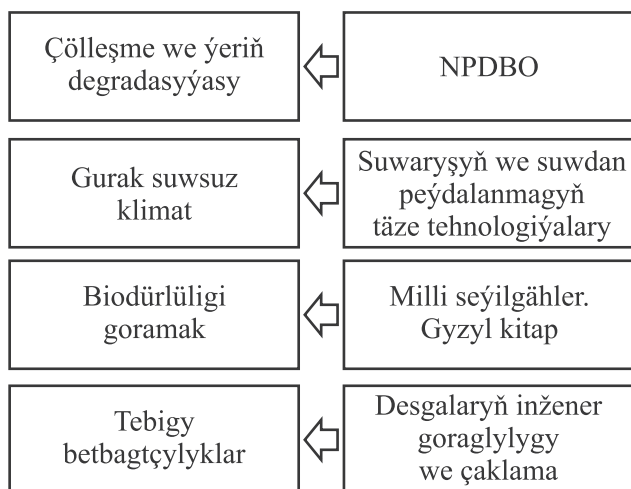 Çölleşme we ýeriň
degradasyýasy
NPDBO
Gurak suwsuz
klimat
Suwaryşyň we suwdan
peýdalanmagyň
täze tehnologiýalary
Biodürlüligi
goramak
Milli seýilgähler.
Gyzyl kitap
Tebigy
betbagtçylyklar
Desgalaryň inžener
goraglylygy
we çaklama